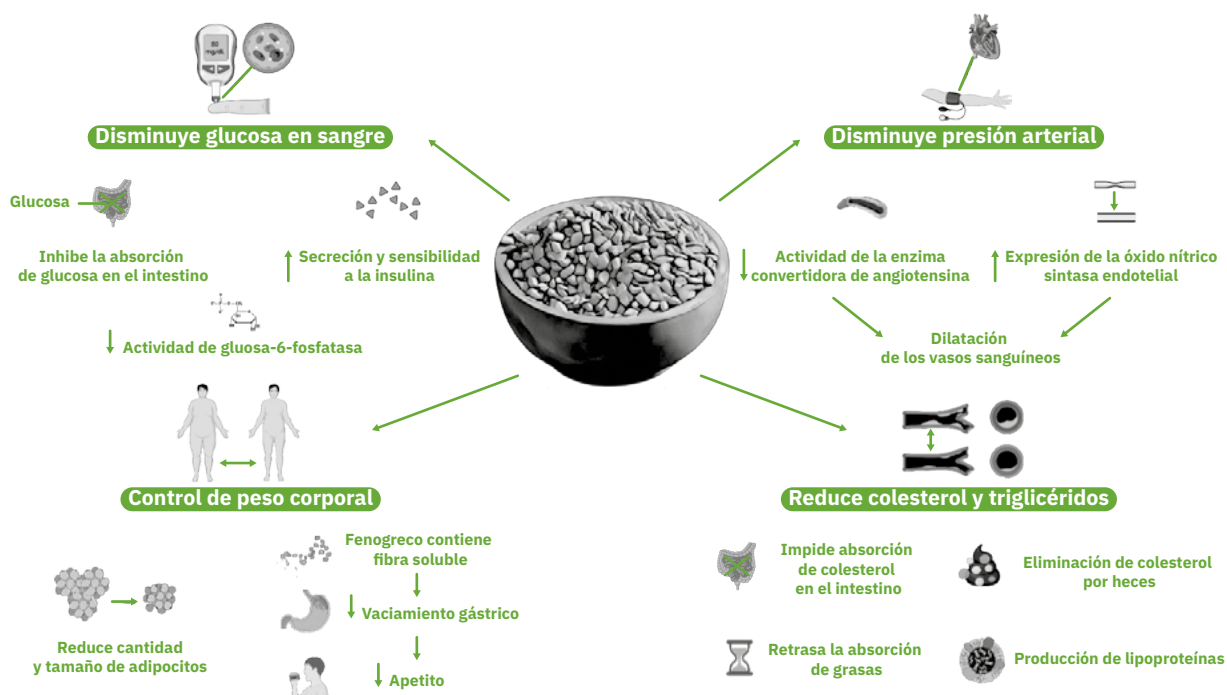 80
mg/dL
Disminuye glucosa en sangre
Glucosa
Inhibe la absorción
de glucosa en el intestino
Secreción y sensibilidad
a la insulina
Actividad de gluosa-6-fosfatasa
Disminuye presión arterial
Actividad de la enzima
convertidora de angiotensina
Expresión de la óxido nítrico
sintasa endotelial
Dilatación
de los vasos sanguíneos
Control de peso corporal
Reduce cantidad
y tamaño de adipocitos
Fenogreco contiene
fibra soluble
Vaciamiento gástrico
Apetito
Reduce colesterol y triglicéridos
Impide absorción
de colesterol
en el intestino
Eliminación de colesterol
por heces
Retrasa la absorción
de grasas
Producción de lipoproteínas